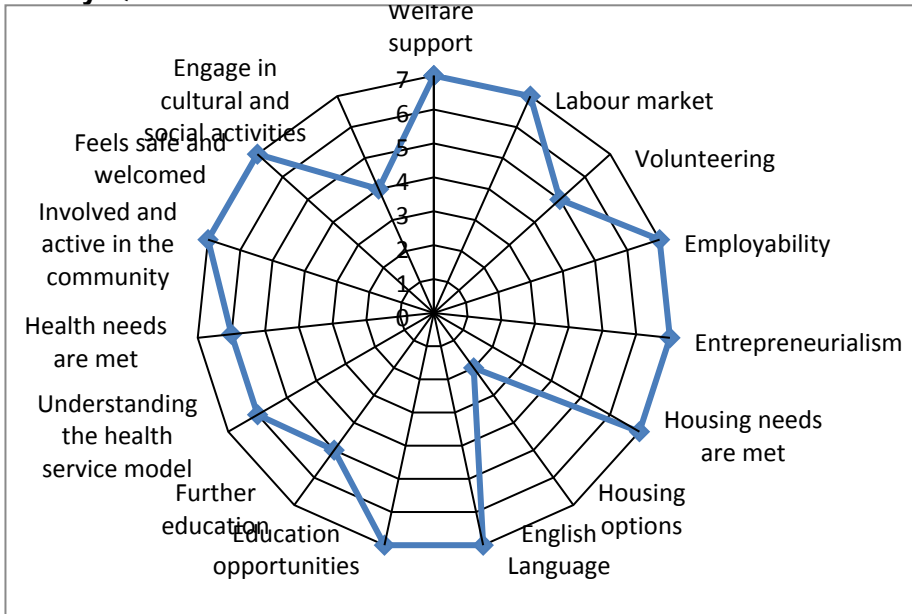 Welfare
support
Labour market
Volunteering
Employability
Entrepreneurialism
Housing needs
are met
Housing
options
English
Language
Education
opportunities
Further
education
Understanding
the health
service model
Health needs
are met
Involved and
active in the
community
Feels safe and
welcomed
Engage in
cultural and
social activities
7
6
5
4
3
2
1
0